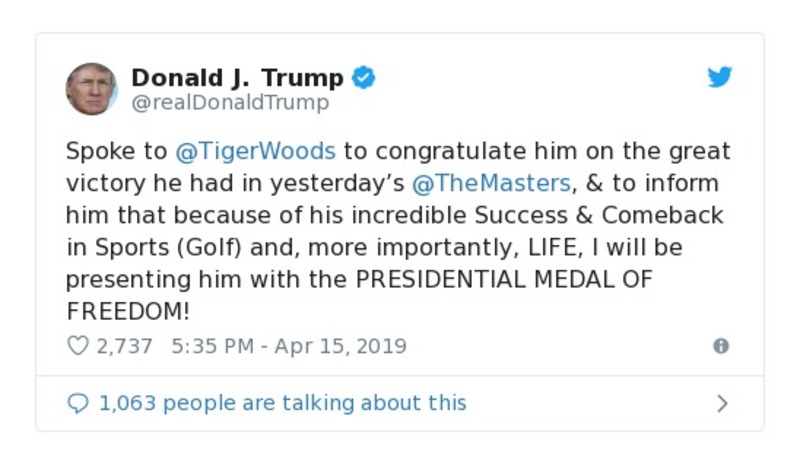 Donald J. Trump
@realDonaldTrump
Spoke to @TigerWoods to congratulate him on the great
victory he had in yesterday’s @TheMasters, & to inform
him that because of his incredible Success & Comeback
in Sports (Golf) and, more importantly, LIFE, I will be
presenting him with the PRESIDENTIAL MEDAL OF
FREEDOM!
2,737 5:35 PM - Apr 15, 2019
1,063 people are talking about this